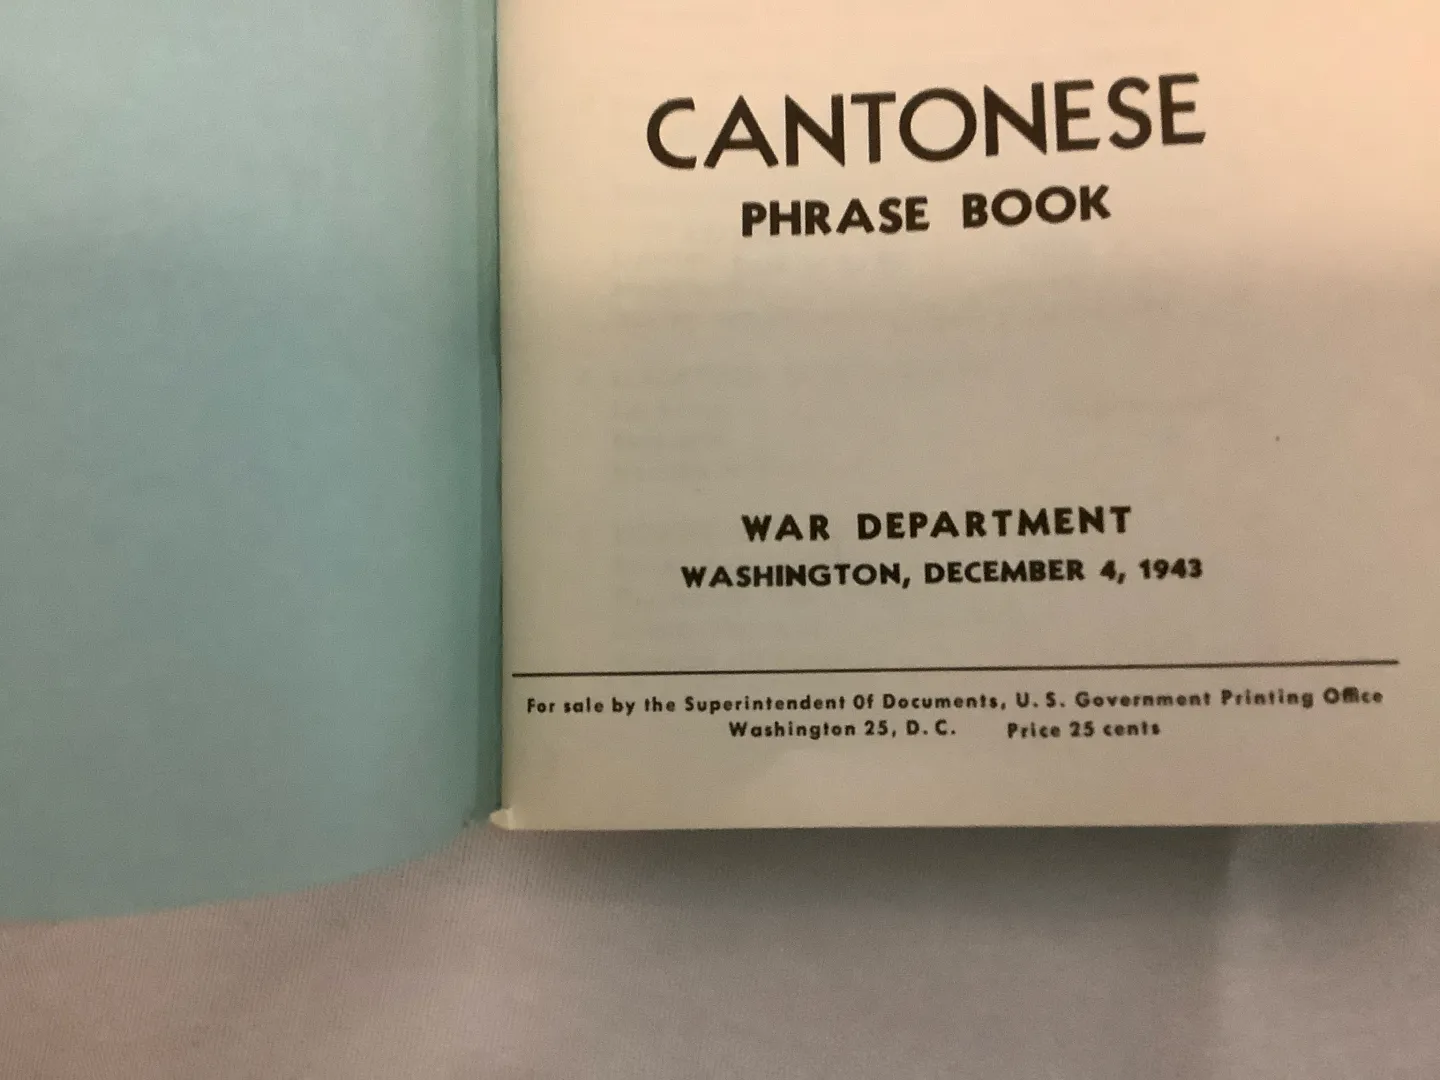 CANTONESE
PHRASE BOOK
WAR DEPARTMENT
WASHINGTON, DECEMBER 4, 1943
For sale by the Superintendent Of Documents, U. S. Government Printing Office
Washington 25, D. C. Price 25 cents